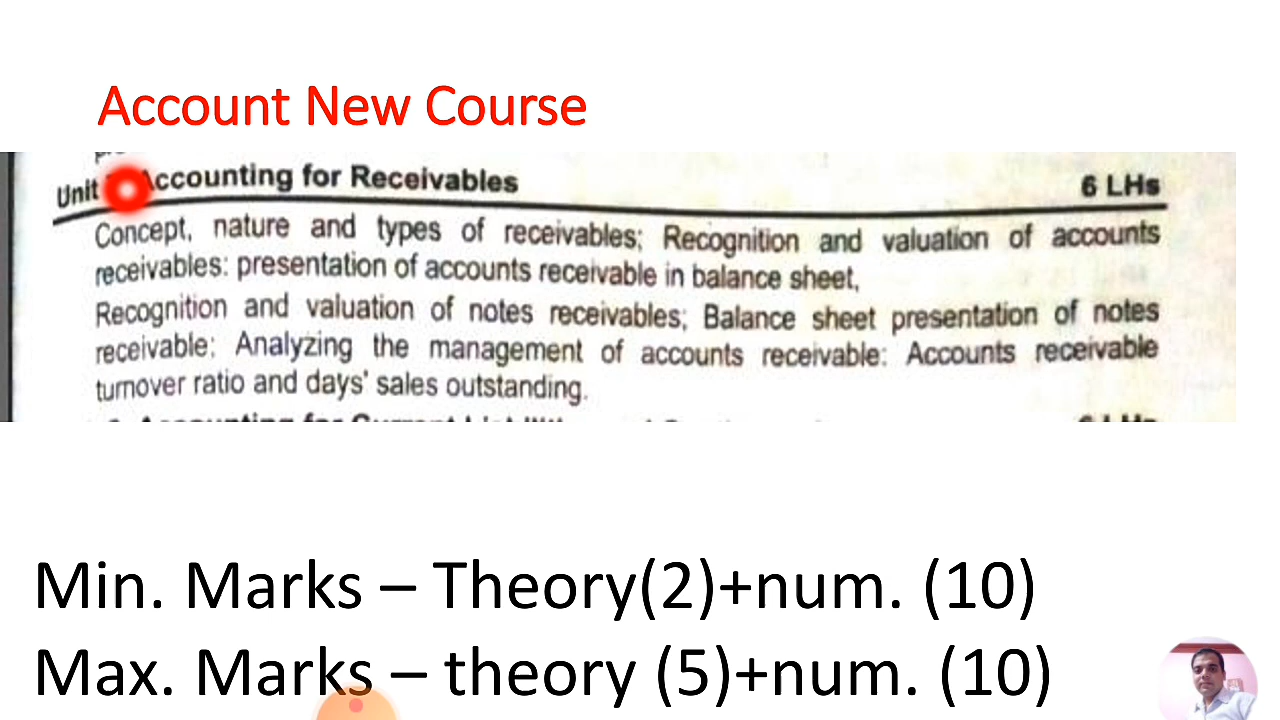 Account New Course
Unit Accounting for Receivables 6 LHs
Concept, nature and types of receivables; Recognition and valuation of accounts
receivables: presentation of accounts receivable in balance sheet,
Recognition and valuation of notes receivables; Balance sheet presentation of notes
receivable; Analyzing the management of accounts receivable: Accounts receivable
turnover ratio and days' sales outstanding.
Min. Marks – Theory(2)+num. (10)
Max. Marks – theory (5)+num. (10)